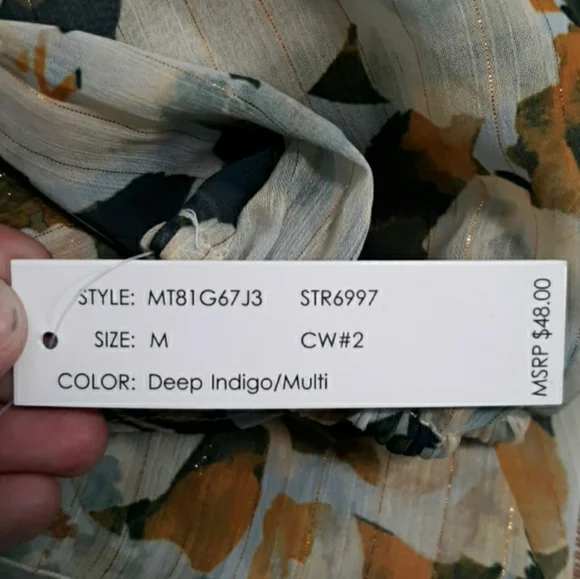 STYLE: MT81G67J3 STR6997
SIZE: M CW#2
COLOR: Deep Indigo/Multi
MSRP $48.00